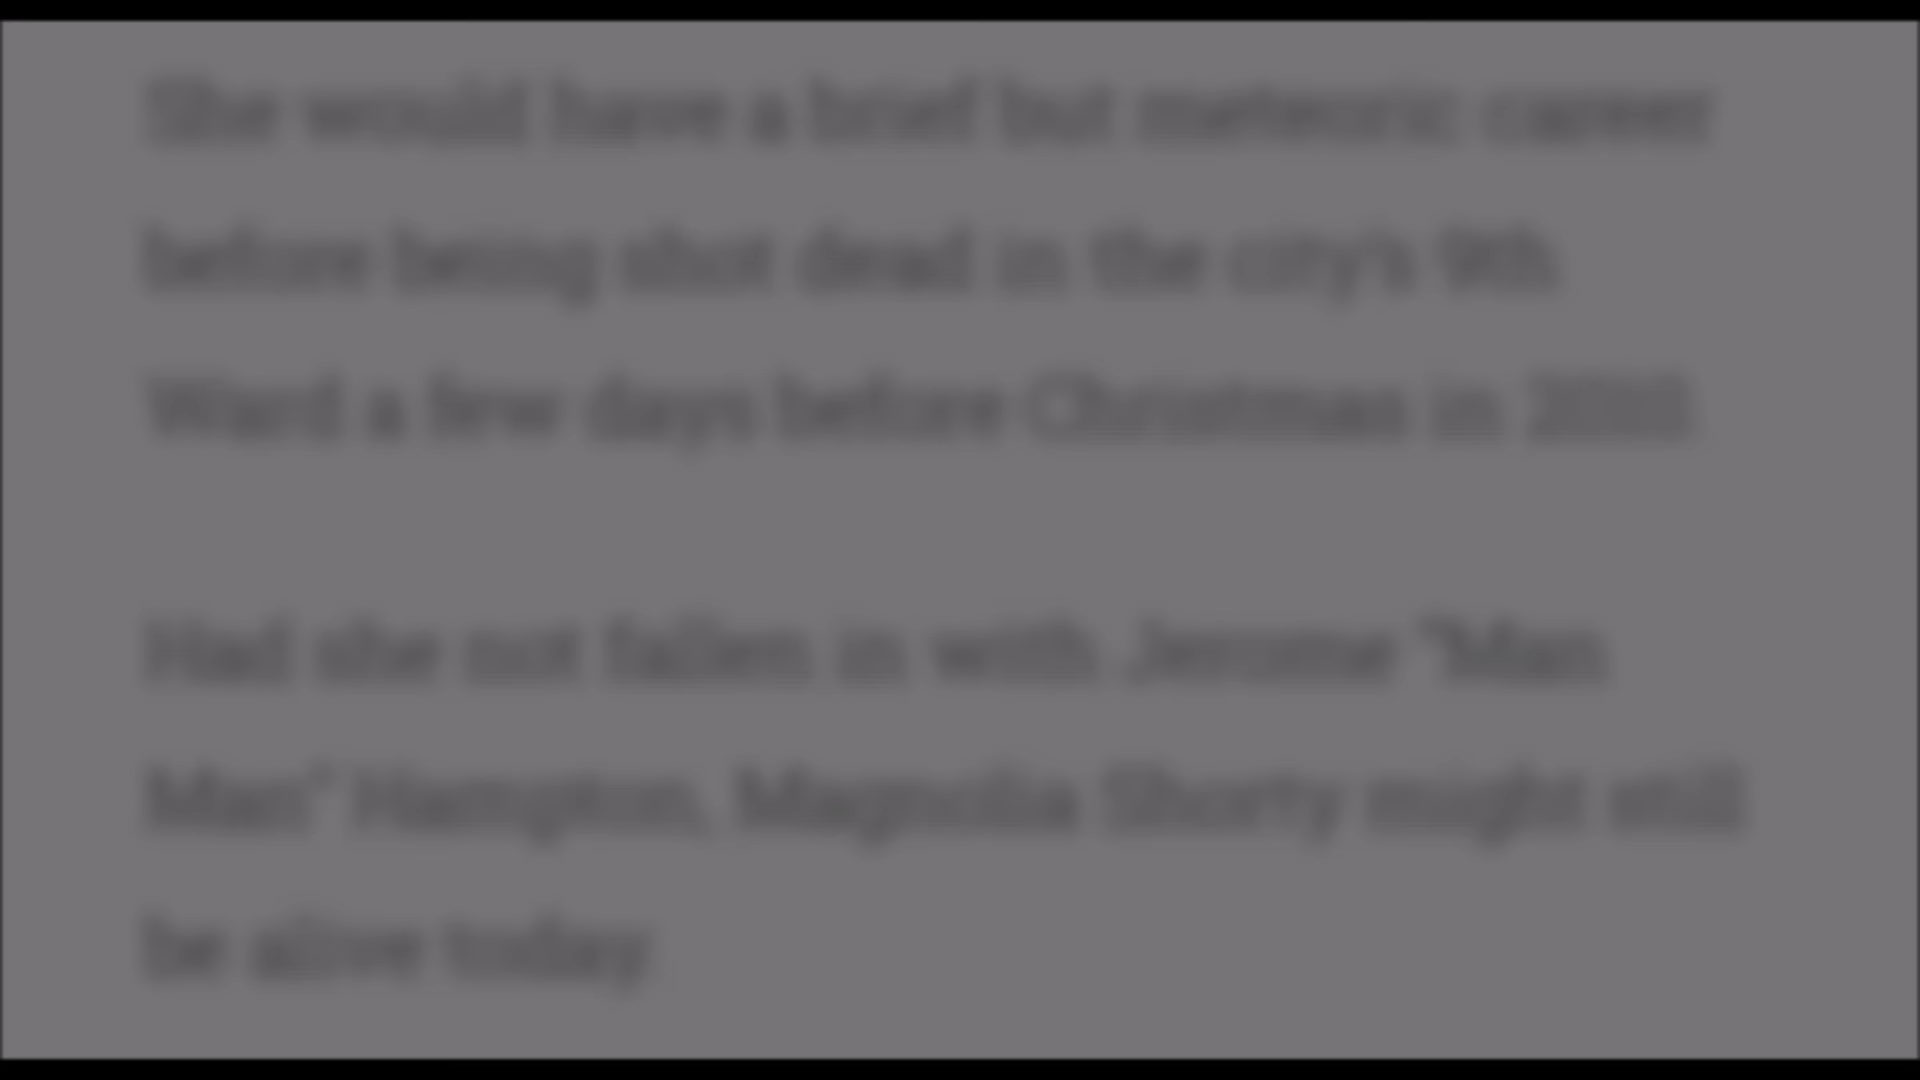 She would have a brief but meteoric career
before being shot dead in the city's 9th
Ward a few days before Christmas in 2010
Had she not fallen in with Jerome "Man
Man" Hampton, Magnolia Shorty might still
be alive today